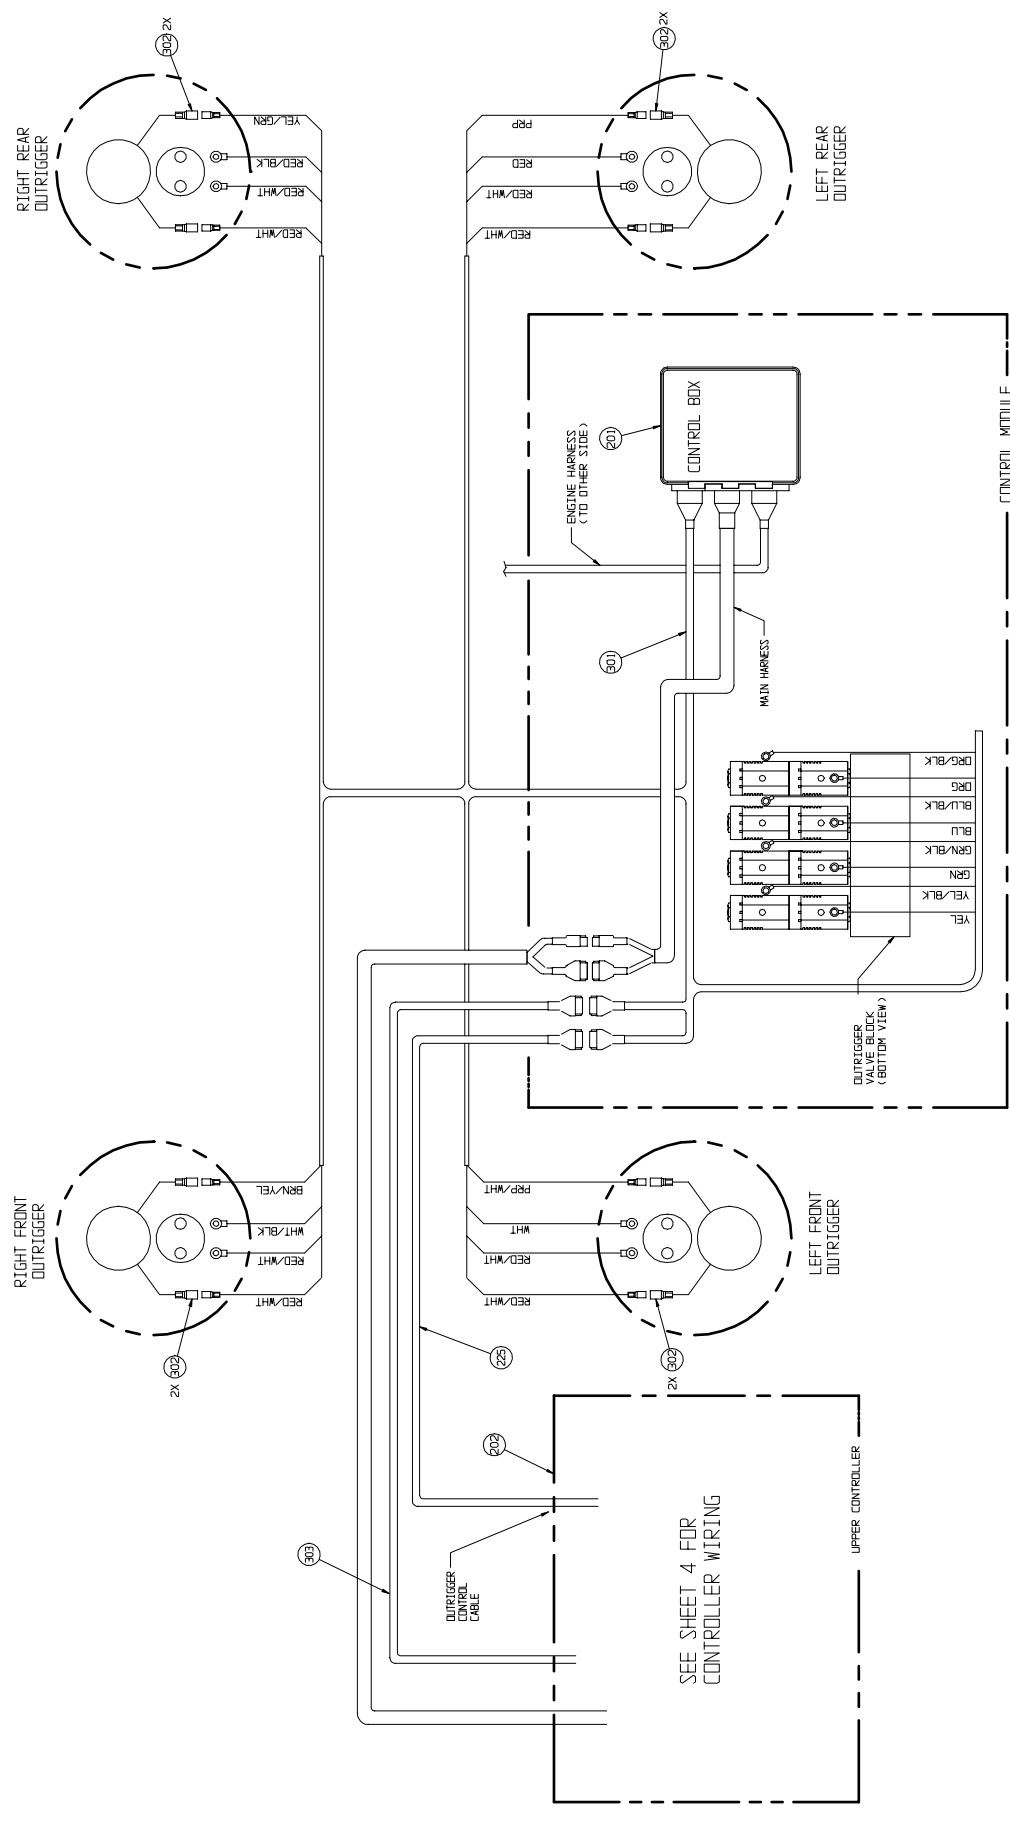 RIGHT REAR
OUTRIGGER
302 2X
YEL/GRN
RED/BLK
RED/WHT
RED/WHT
302 2X
PRP
RED
RED/WHT
RED/WHT
LEFT REAR
OUTRIGGER
CONTROL BOX
201
ENGINE HARNESS
(TO OTHER SIDE)
301
MAIN HARNESS
CONTROL MODULE
ORG/BLK
ORG
BLU/BLK
BLU
GRN/BLK
GRN
YEL/BLK
YEL
OUTRIGGER
VALVE BLOCK
(BOTTOM VIEW)
RIGHT FRONT
OUTRIGGER
BRN/YEL
WHT/BLK
RED/WHT
RED/WHT
2X 302
PRP/WHT
WHT
RED/WHT
RED/WHT
LEFT FRONT
OUTRIGGER
2X 302
225
202
303
OUTRIGGER
CONTROL
CABLE
SEE SHEET 4 FOR
CONTROLLER WIRING
UPPER CONTROLLER